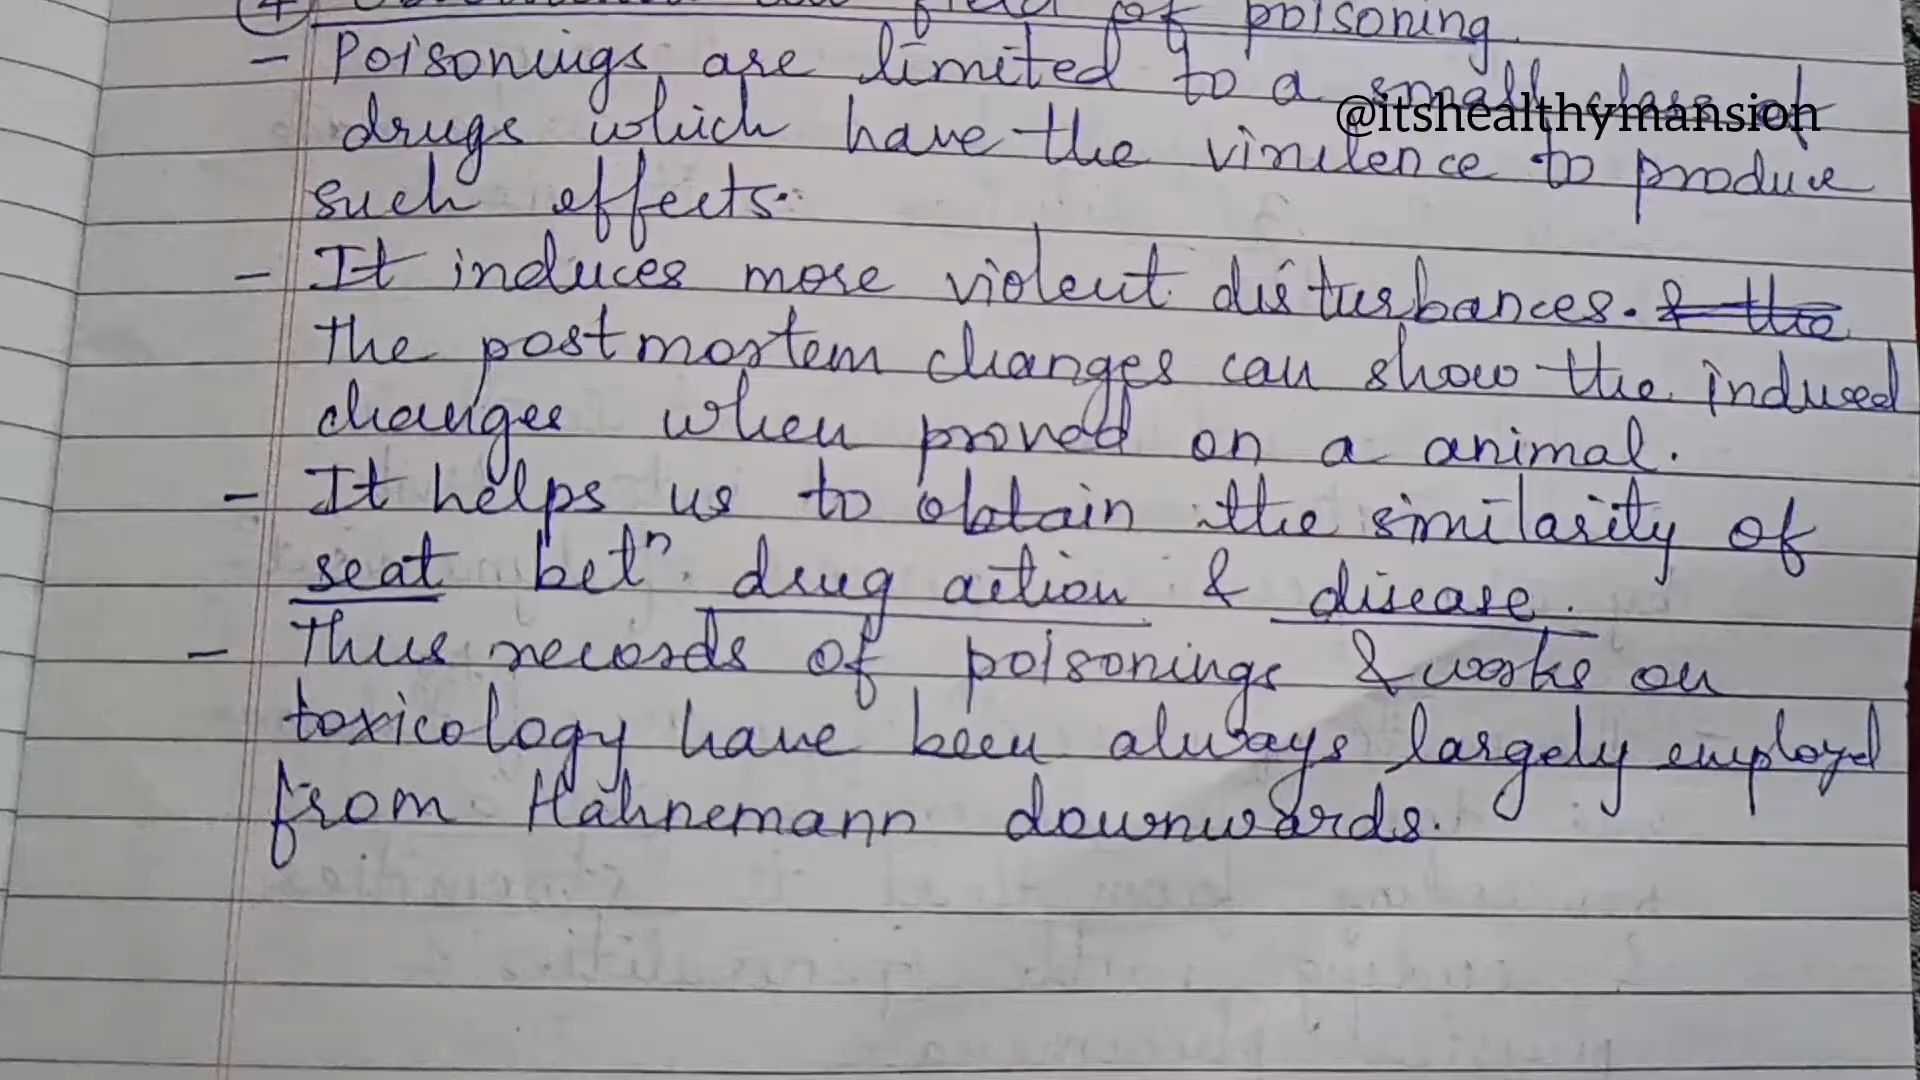 ④ field of poisoning.
- Poisonings are limited to a small class of
@itshealthymansion
drugs which have the virulence to produce
such effects.
- It induces more violent disturbances. & the
The postmortem changes can show the induced
changes when proved on a animal.
- It helps us to obtain the similarity of
seat betⁿ. drug action & disease.
- Thus records of poisonings & works on
toxicology have been always largely employed
from Hahnemann downwards.